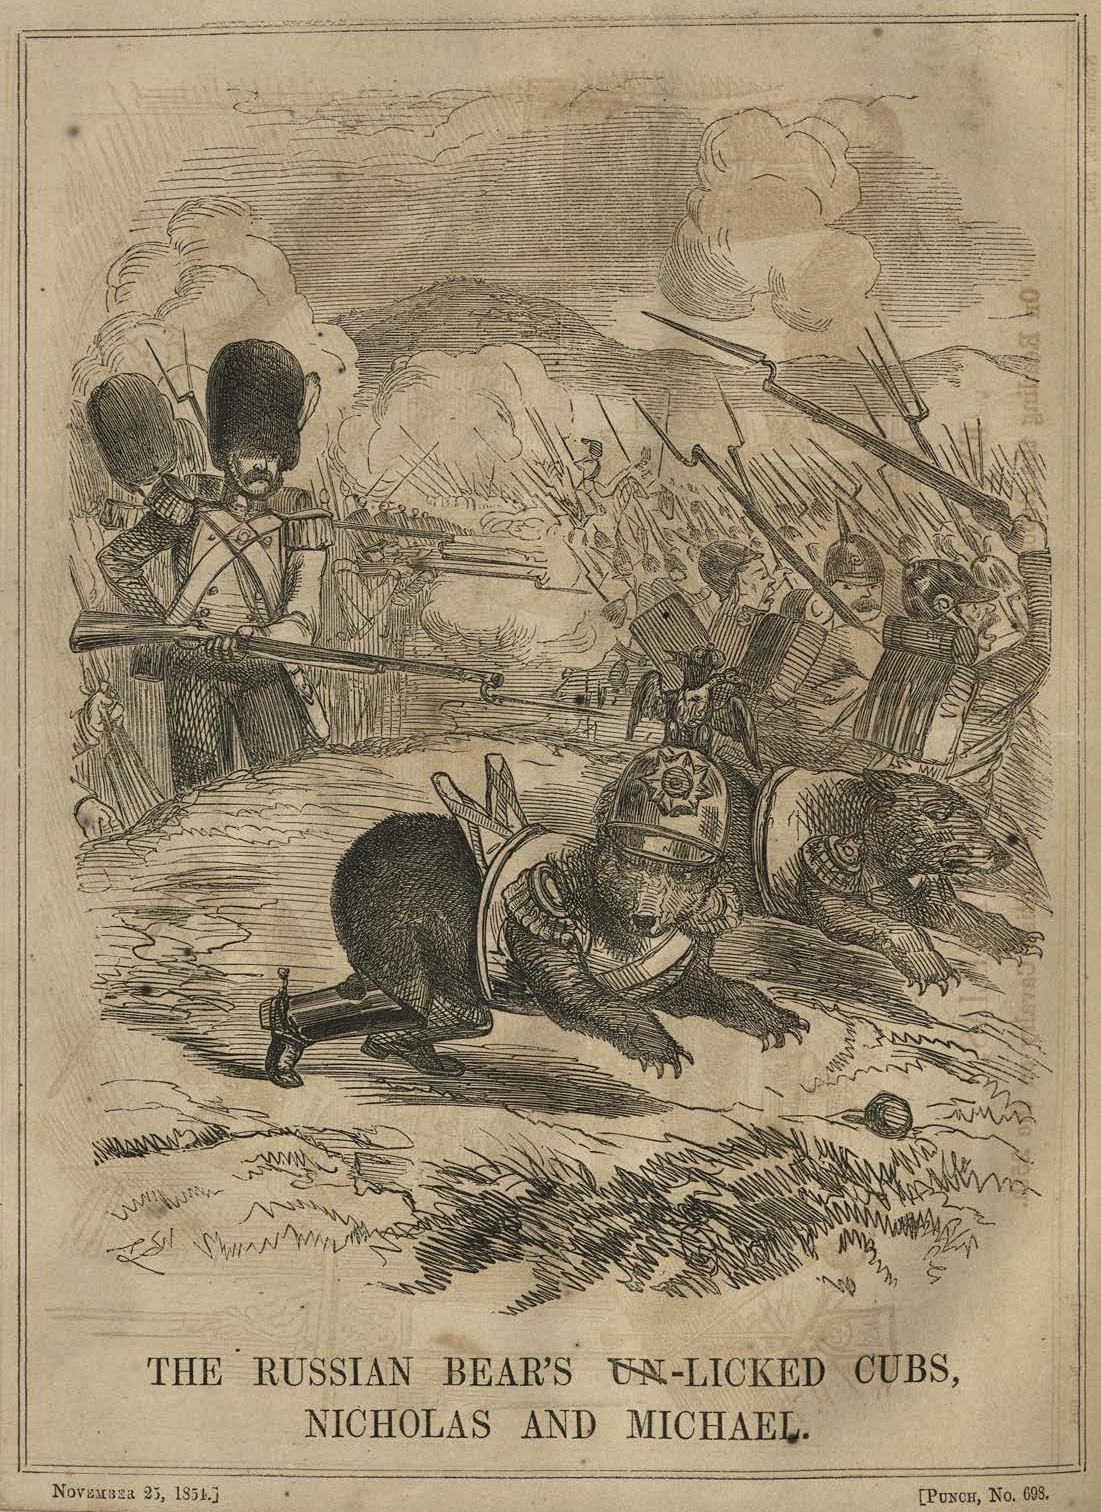 THE RUSSIAN BEAR'S UN-LICKED CUBS,
NICHOLAS AND MICHAEL.
NOVEMBER 25, 1854.]
[PUNCH, No. 698.